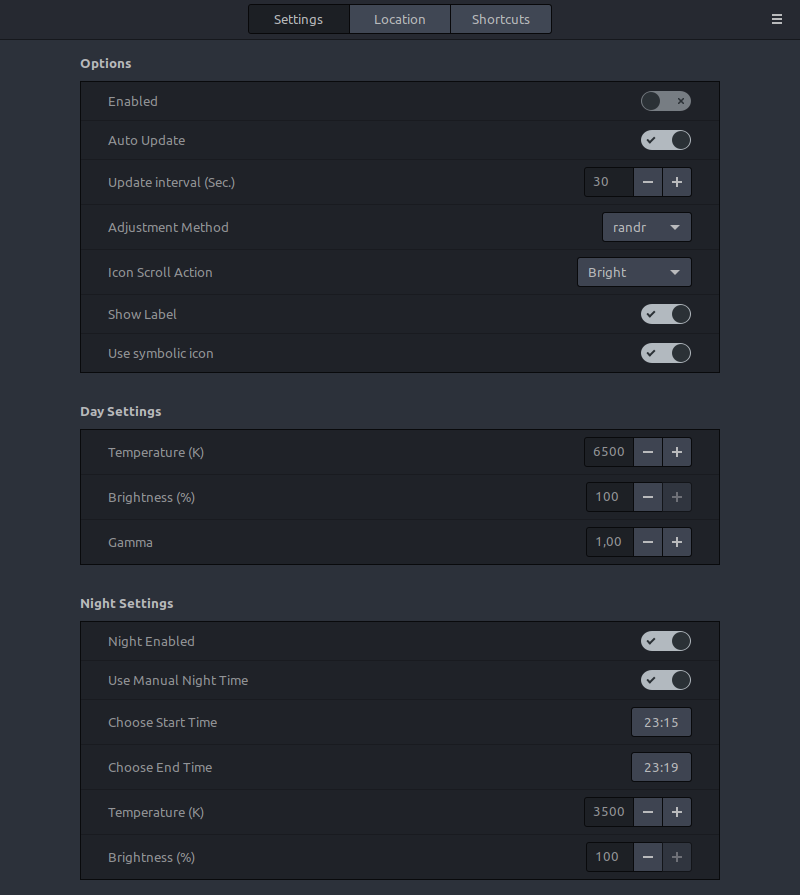 Settings Location Shortcuts
Options
Enabled
Auto Update
Update interval (Sec.) 30
Adjustment Method randr
Icon Scroll Action Bright
Show Label
Use symbolic icon
Day Settings
Temperature (K) 6500
Brightness (%) 100
Gamma 1,00
Night Settings
Night Enabled
Use Manual Night Time
Choose Start Time 23:15
Choose End Time 23:19
Temperature (K) 3500
Brightness (%) 100